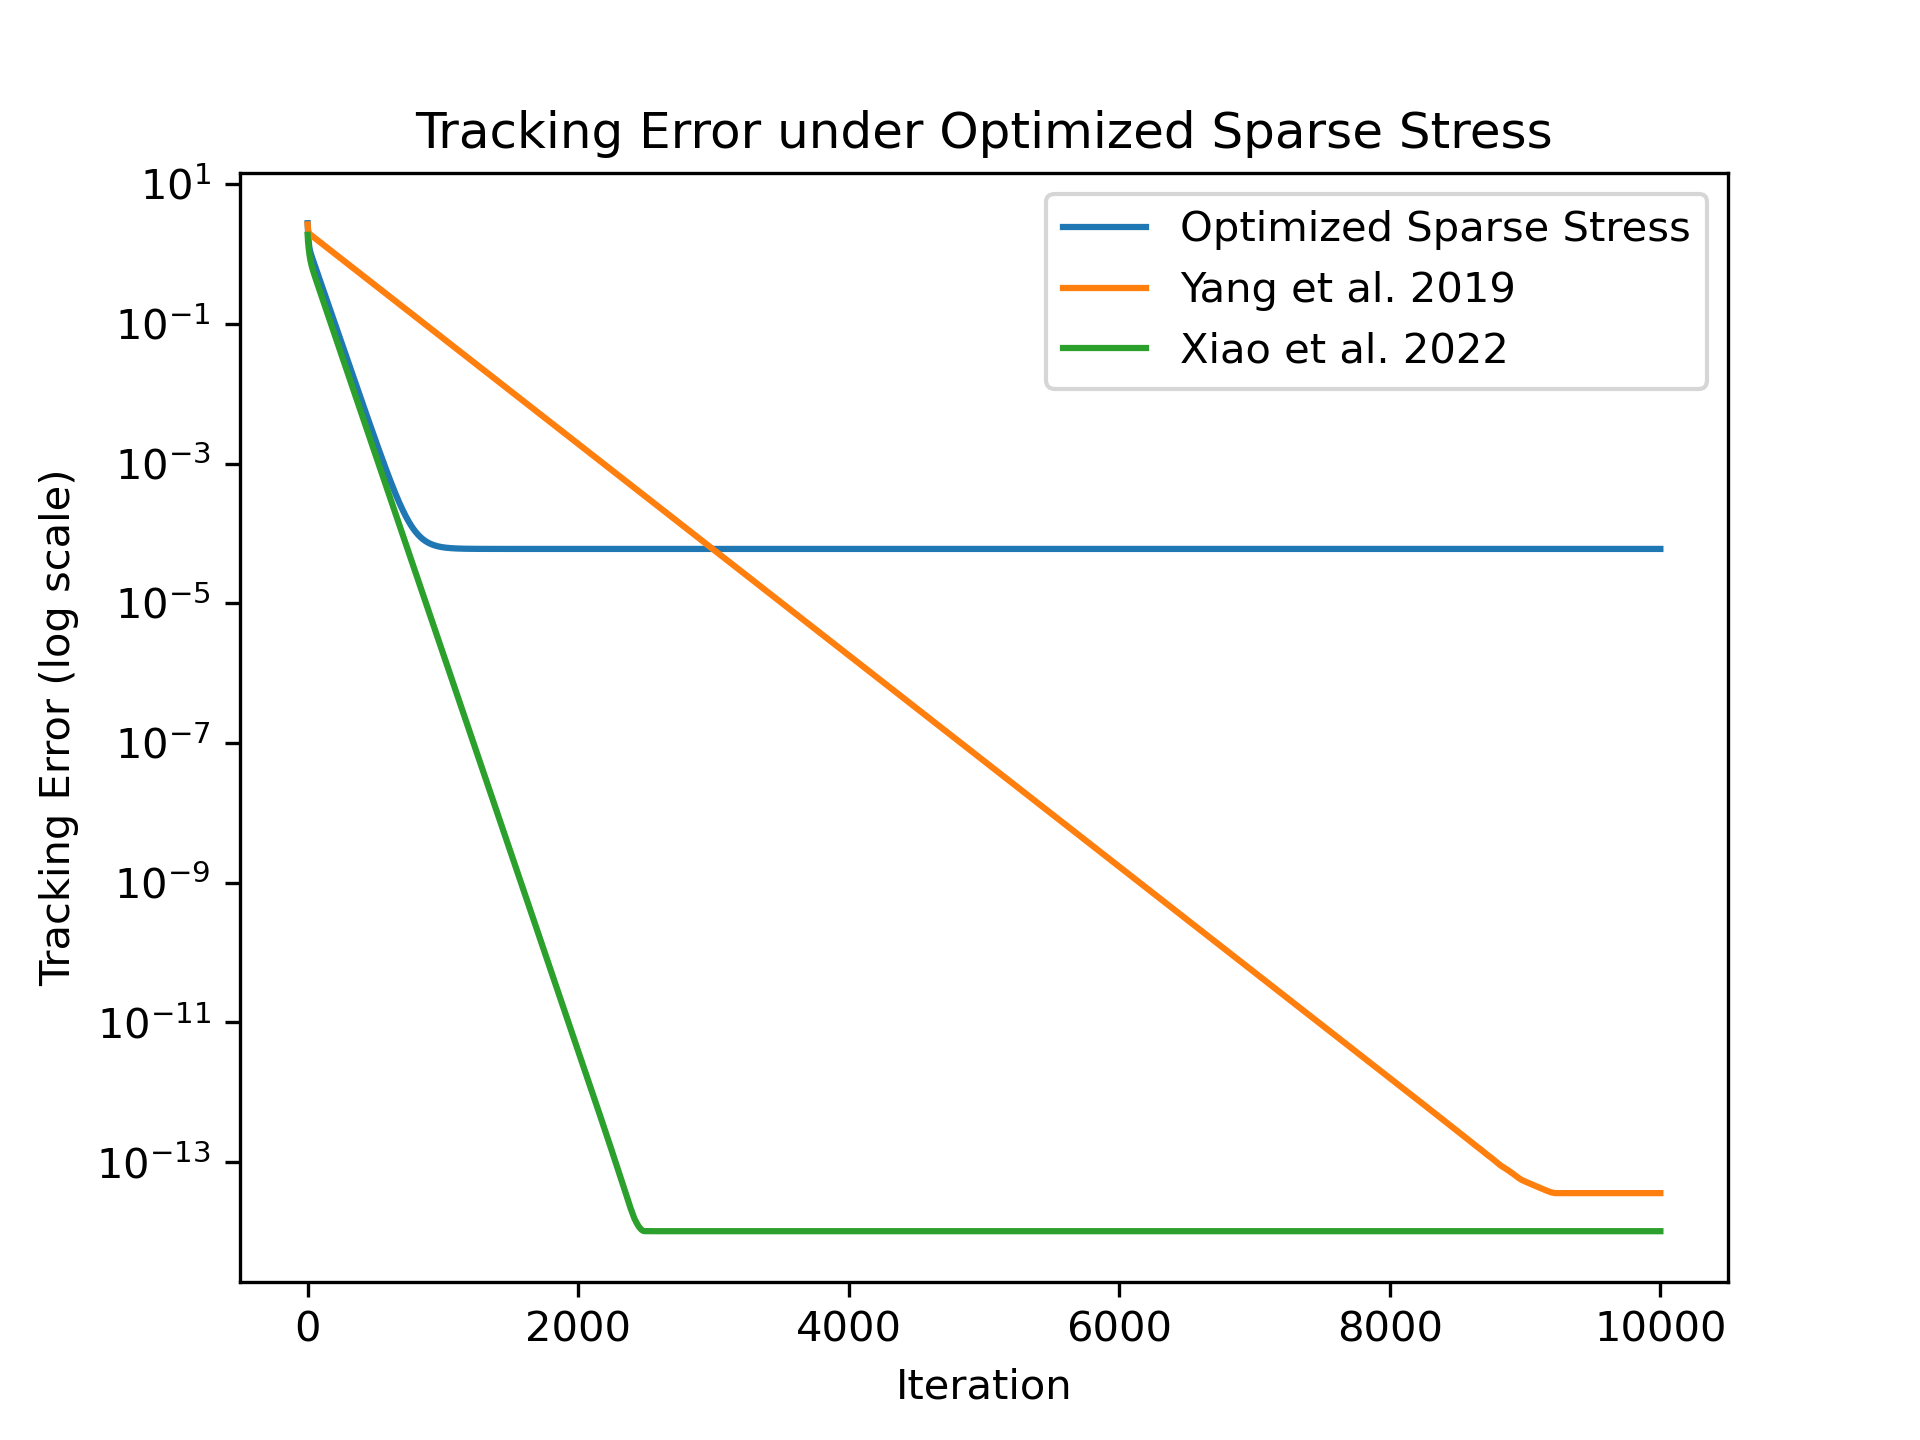 Tracking Error under Optimized Sparse Stress
Tracking Error (log scale)
10¹
10⁻¹
10⁻³
10⁻⁵
10⁻⁷
10⁻⁹
10⁻¹¹
10⁻¹³
Optimized Sparse Stress
Yang et al. 2019
Xiao et al. 2022
0 2000 4000 6000 8000 10000
Iteration